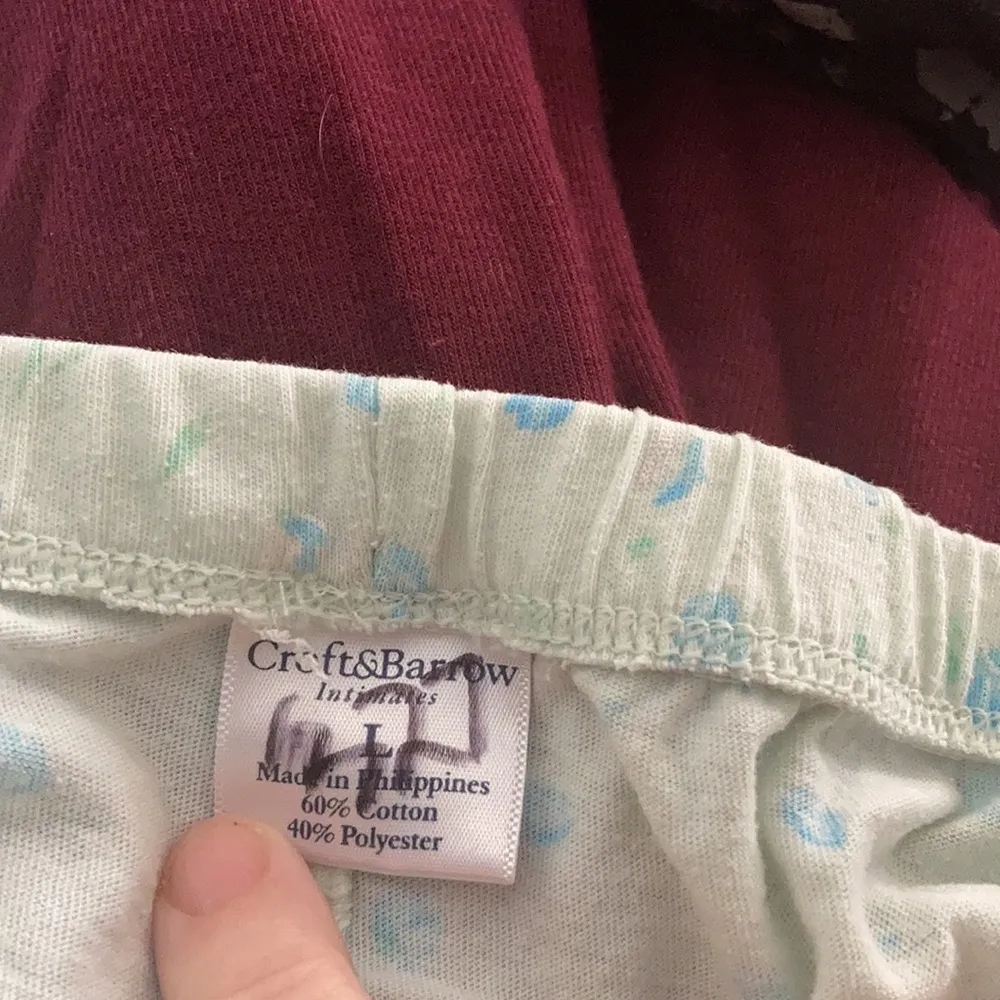 Croft&Barrow
Intimates
L
Made in Philippines
60% Cotton
40% Polyester